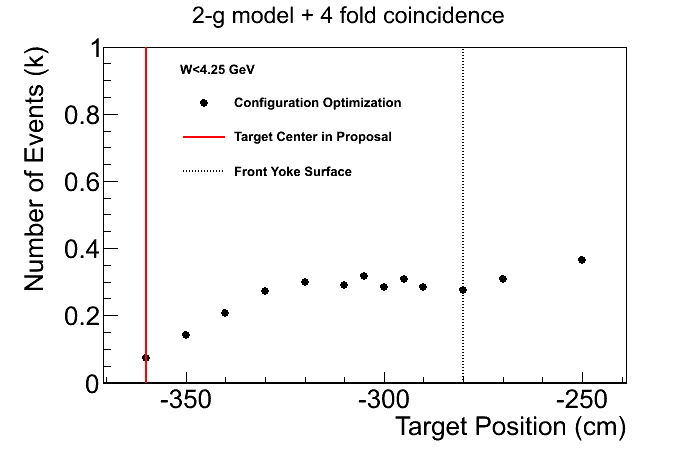 2-g model + 4 fold coincidence
Number of Events (k)
1
0.8
0.6
0.4
0.2
0
W<4.25 GeV
Configuration Optimization
Target Center in Proposal
Front Yoke Surface
-350
-300
-250
Target Position (cm)